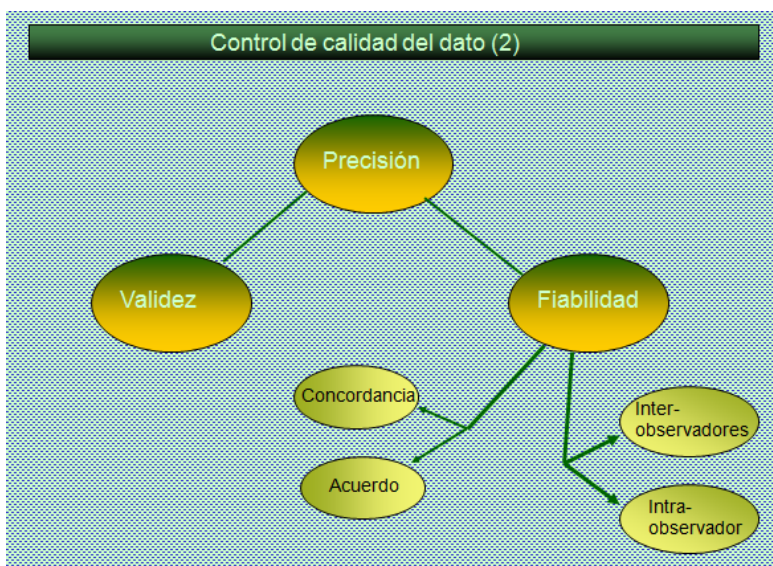 Control de calidad del dato (2)
Precisión
Validez
Fiabilidad
Concordancia
Acuerdo
Inter-
observadores
Intra-
observador